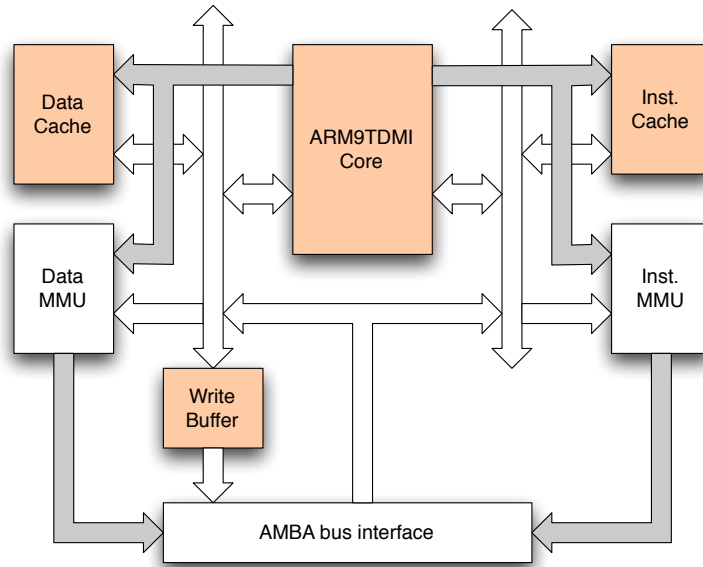 Data
Cache
ARM9TDMI
Core
Inst.
Cache
Data
MMU
Inst.
MMU
Write
Buffer
AMBA bus interface